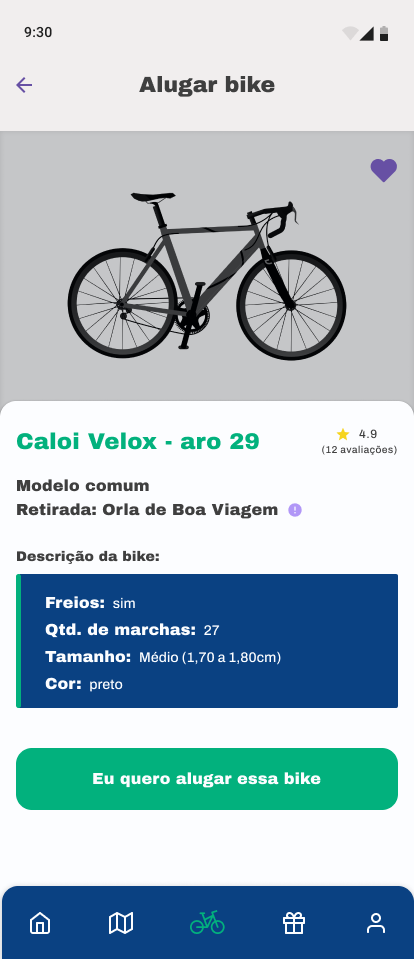 9:30
Alugar bike
Caloi Velox - aro 29
4.9
(12 avaliações)
Modelo comum
Retirada: Orla de Boa Viagem
Descrição da bike:
Freios: sim
Qtd. de marchas: 27
Tamanho: Médio (1,70 a 1,80cm)
Cor: preto
Eu quero alugar essa bike